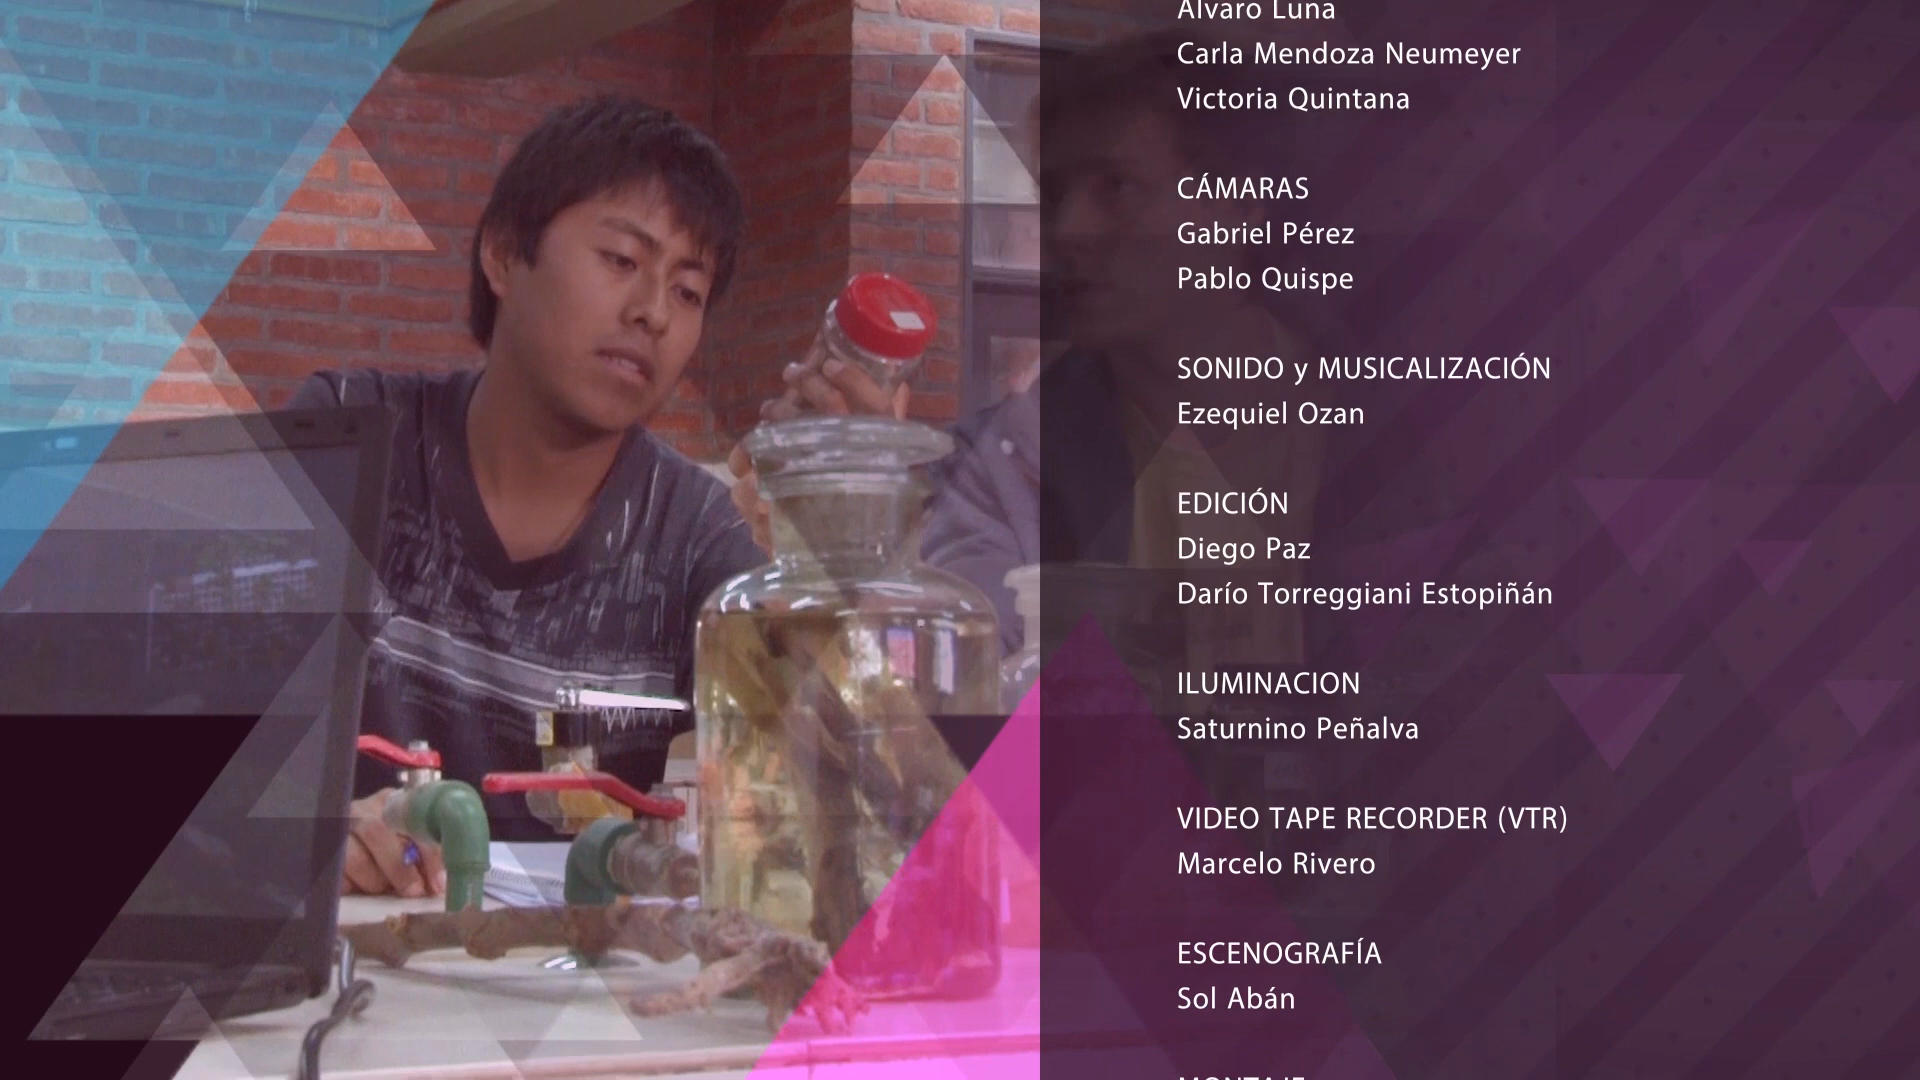 Alvaro Luna
Carla Mendoza Neumeyer
Victoria Quintana
CÁMARAS
Gabriel Pérez
Pablo Quispe
SONIDO y MUSICALIZACIÓN
Ezequiel Ozan
EDICIÓN
Diego Paz
Darío Torreggiani Estopiñán
ILUMINACION
Saturnino Peñalva
VIDEO TAPE RECORDER (VTR)
Marcelo Rivero
ESCENOGRAFÍA
Sol Abán